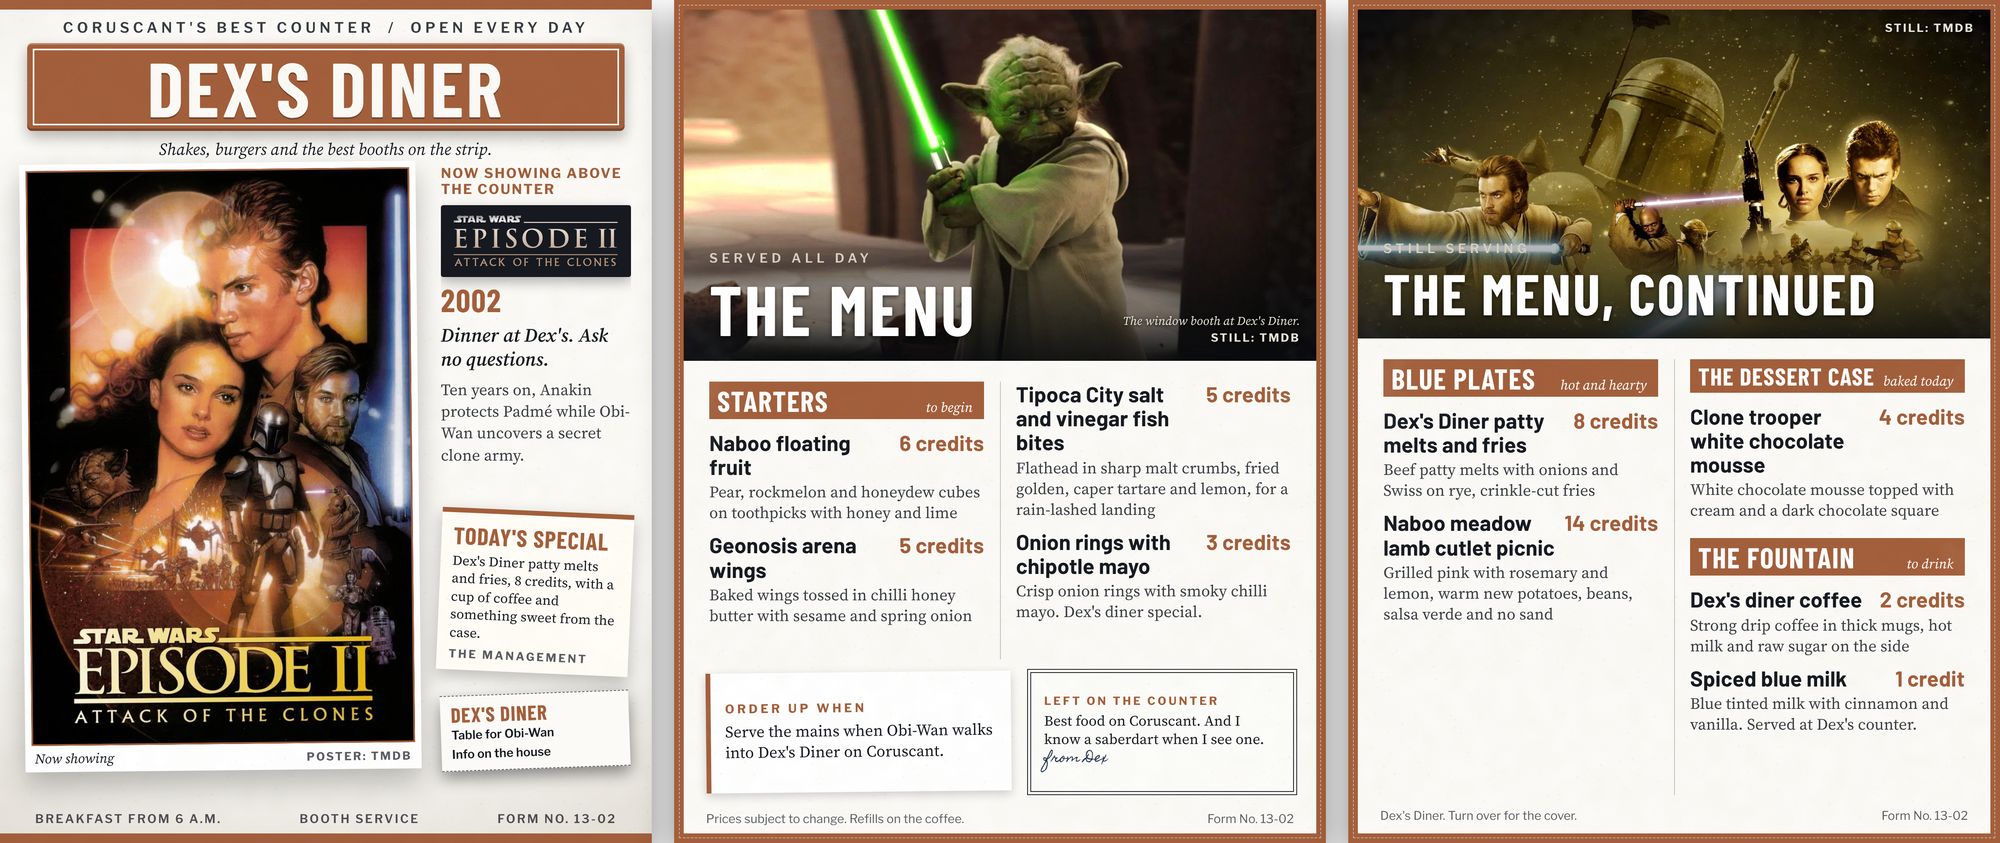 CORUSCANT'S BEST COUNTER / OPEN EVERY DAY
DEX'S DINER
Shakes, burgers and the best booths on the strip.
STAR WARS
EPISODE II
ATTACK OF THE CLONES
Now showing
POSTER: TMDB
NOW SHOWING ABOVE
THE COUNTER
STAR WARS
EPISODE II
ATTACK OF THE CLONES
2002
Dinner at Dex's. Ask
no questions.
Ten years on, Anakin
protects Padmé while Obi-
Wan uncovers a secret
clone army.
TODAY'S SPECIAL
Dex's Diner patty melts
and fries, 8 credits, with a
cup of coffee and
something sweet from the
case.
THE MANAGEMENT
DEX'S DINER
Table for Obi-Wan
Info on the house
BREAKFAST FROM 6 A.M.
BOOTH SERVICE
FORM NO. 13-02
SERVED ALL DAY
THE MENU
The window booth at Dex's Diner.
STILL: TMDB
STARTERS to begin
Naboo floating 6 credits
fruit
Pear, rockmelon and honeydew cubes
on toothpicks with honey and lime
Geonosis arena 5 credits
wings
Baked wings tossed in chilli honey
butter with sesame and spring onion
Tipoca City salt 5 credits
and vinegar fish
bites
Flathead in sharp malt crumbs, fried
golden, caper tartare and lemon, for a
rain-lashed landing
Onion rings with 3 credits
chipotle mayo
Crisp onion rings with smoky chilli
mayo. Dex's diner special.
ORDER UP WHEN
Serve the mains when Obi-Wan walks
into Dex's Diner on Coruscant.
LEFT ON THE COUNTER
Best food on Coruscant. And I
know a saberdart when I see one.
from Dex
Prices subject to change. Refills on the coffee.
Form No. 13-02
STILL: TMDB
STILL SERVING
THE MENU, CONTINUED
BLUE PLATES hot and hearty
Dex's Diner patty 8 credits
melts and fries
Beef patty melts with onions and
Swiss on rye, crinkle-cut fries
Naboo meadow 14 credits
lamb cutlet picnic
Grilled pink with rosemary and
lemon, warm new potatoes, beans,
salsa verde and no sand
THE DESSERT CASE baked today
Clone trooper 4 credits
white chocolate
mousse
White chocolate mousse topped with
cream and a dark chocolate square
THE FOUNTAIN to drink
Dex's diner coffee 2 credits
Strong drip coffee in thick mugs, hot
milk and raw sugar on the side
Spiced blue milk 1 credit
Blue tinted milk with cinnamon and
vanilla. Served at Dex's counter.
Dex's Diner. Turn over for the cover.
Form No. 13-02